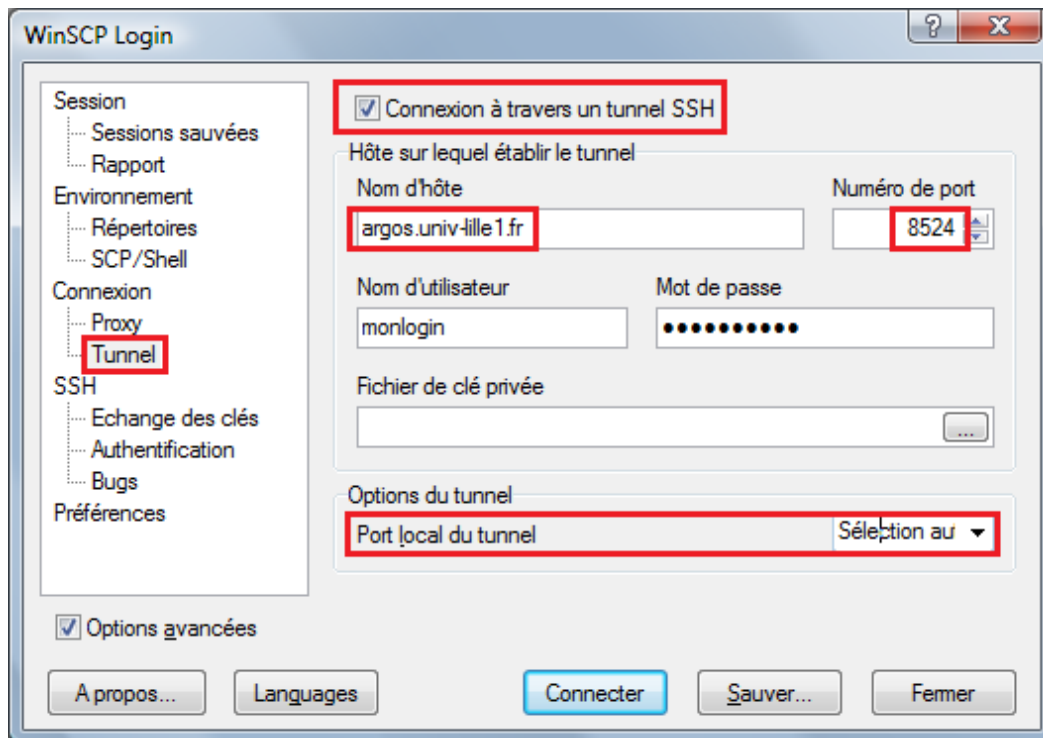 WinSCP Login
?
X
Session
Sessions sauvées
Rapport
Environnement
Répertoires
SCP/Shell
Connexion
Proxy
Tunnel
SSH
Echange des clés
Authentification
Bugs
Préférences
Connexion à travers un tunnel SSH
Hôte sur lequel établir le tunnel
Nom d'hôte Numéro de port
argos.univ-lille1.fr 8524
Nom d'utilisateur Mot de passe
monlogin ●●●●●●●●●●
Fichier de clé privée
...
Options du tunnel
Port local du tunnel Sélection au
Options avancées
A propos... Languages Connecter Sauver... Fermer